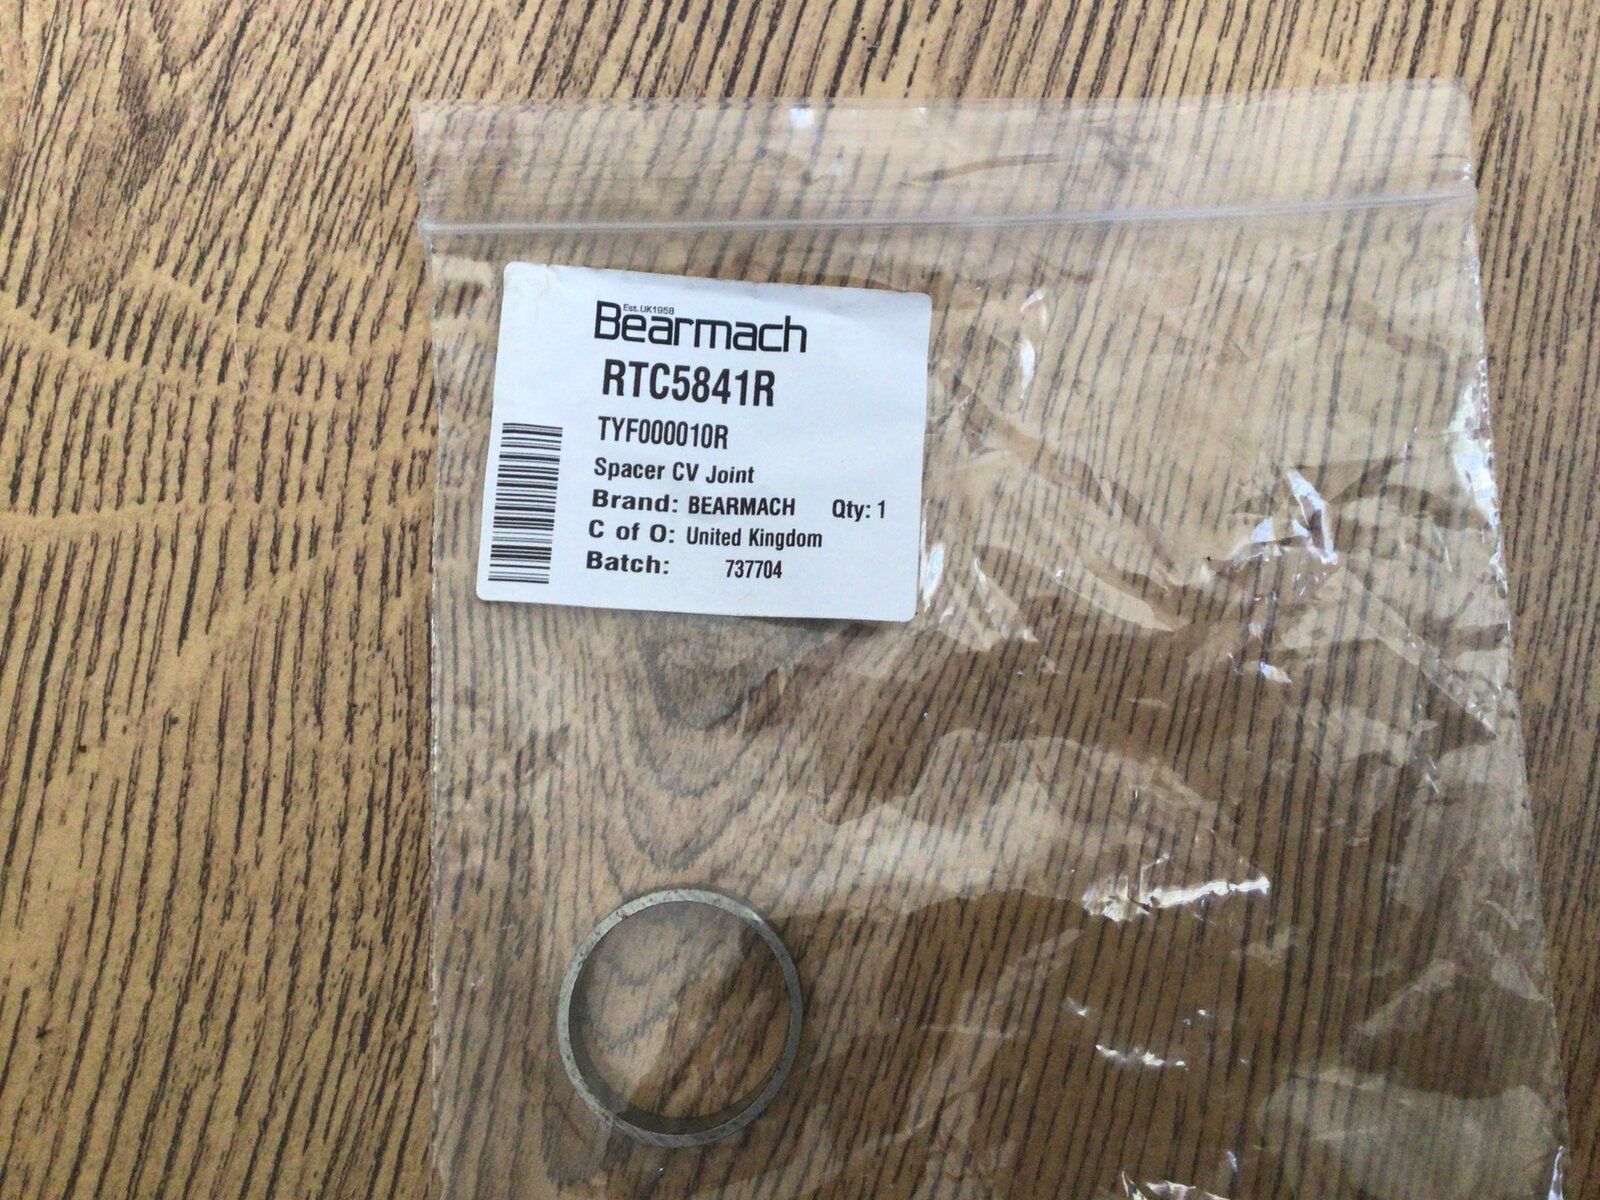 Est.UK1958
Bearmach
RTC5841R
TYF000010R
Spacer CV Joint
Brand: BEARMACH Qty: 1
C of O: United Kingdom
Batch: 737704